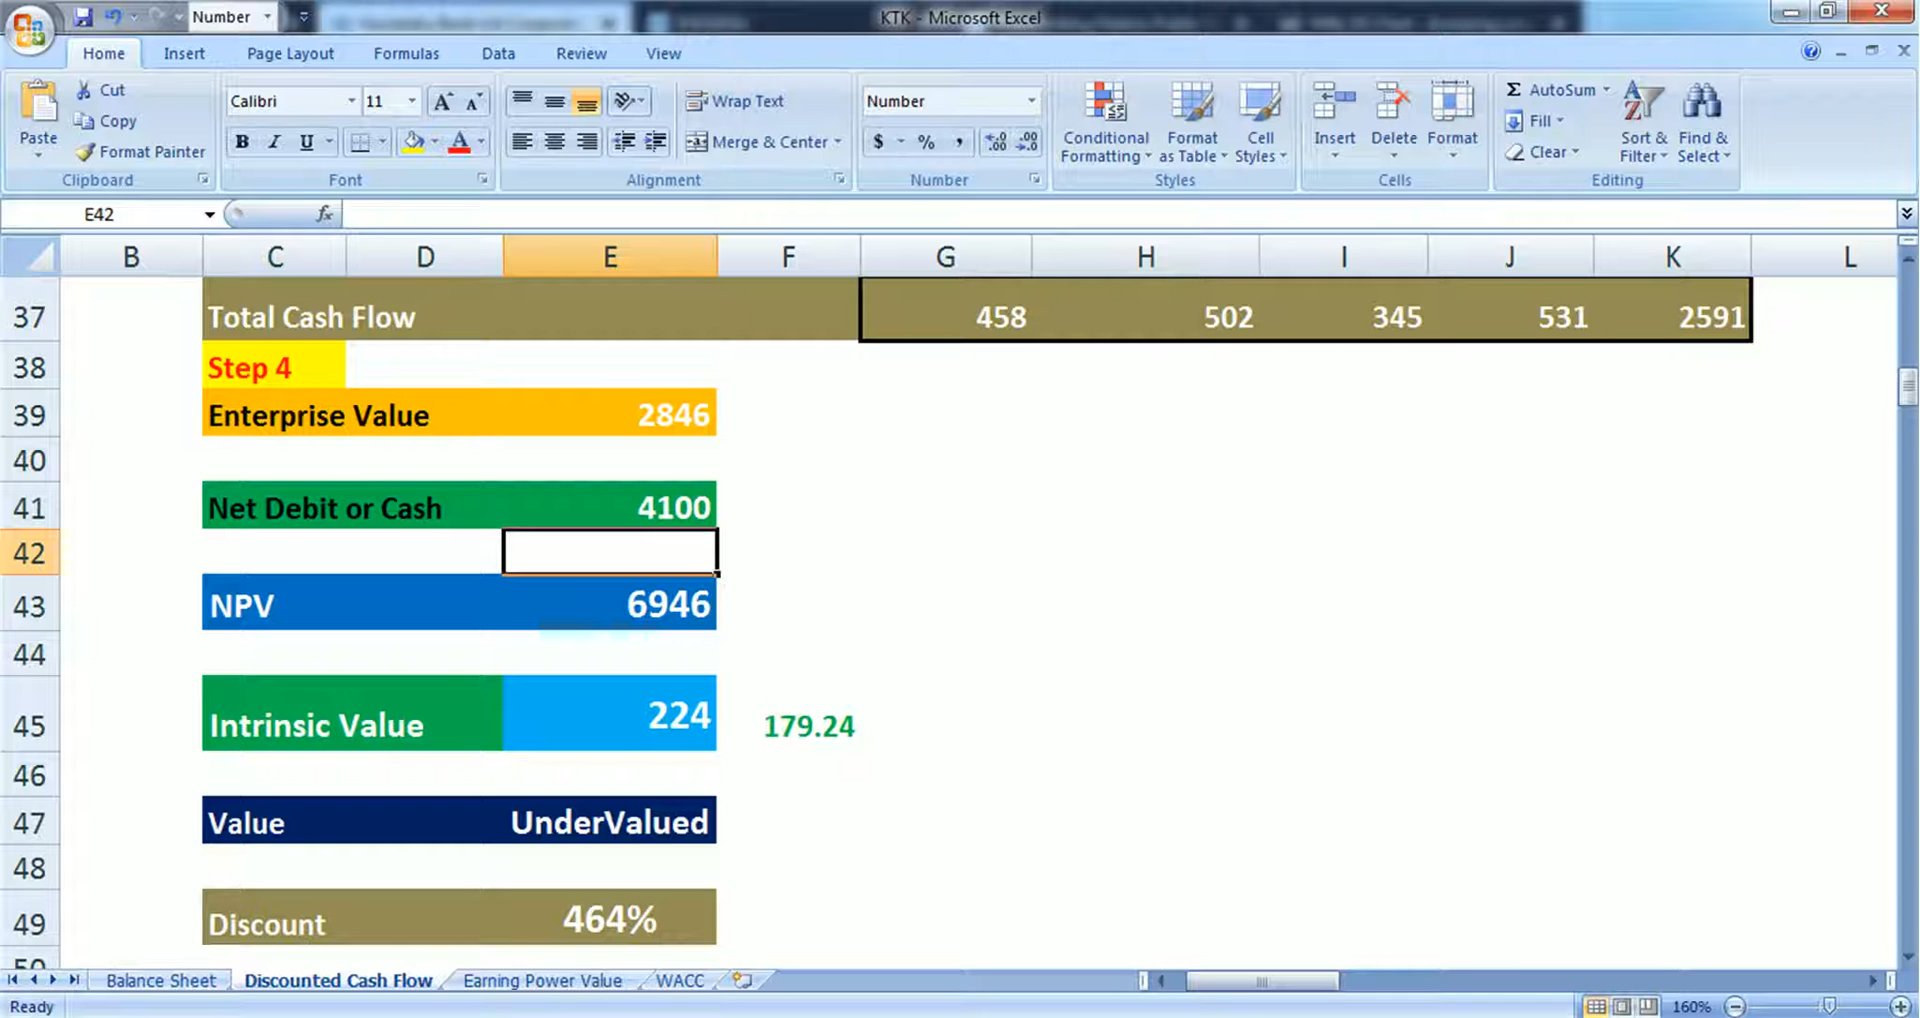 Number
KTK - Microsoft Excel
Home Insert Page Layout Formulas Data Review View
Paste
Cut
Copy
Format Painter
Clipboard
Calibri 11
B I U
Font
Wrap Text
Merge & Center
Alignment
Number
$ % ,
Number
Conditional Formatting
Format as Table
Cell Styles
Styles
Insert Delete Format
Cells
AutoSum
Fill
Clear
Sort & Filter
Find & Select
Editing
E42 fx
B C D E F G H I J K L
37 Total Cash Flow 458 502 345 531 2591
38 Step 4
39 Enterprise Value 2846
40
41 Net Debit or Cash 4100
42
43 NPV 6946
44
45 Intrinsic Value 224 179.24
46
47 Value UnderValued
48
49 Discount 464%
50
Balance Sheet Discounted Cash Flow Earning Power Value WACC
Ready 160%